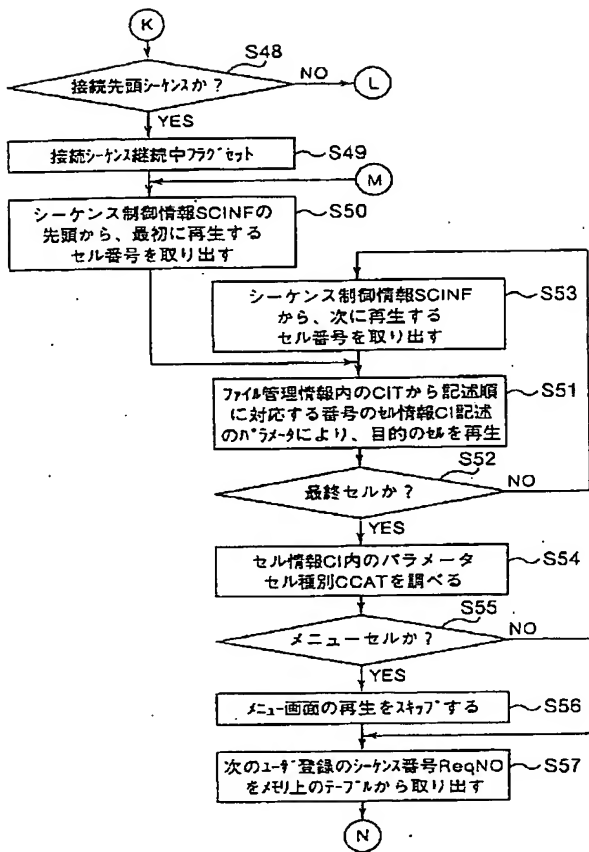 K
S48
接続先頭シーケンスか？
NO
L
YES
接続シーケンス継続中フラグセット
S49
M
シーケンス制御情報SCINFの
先頭から、最初に再生する
セル番号を取り出す
S50
シーケンス制御情報SCINF
から、次に再生する
セル番号を取り出す
S53
ファイル管理情報内のCITから記述順
に対応する番号のセル情報CI記述
のパラメータにより、目的のセルを再生
S51
S52
最終セルか？
NO
YES
セル情報CI内のパラメータ
セル種別CCATを調べる
S54
S55
メニューセルか？
NO
YES
メニュー画面の再生をスキップする
S56
次のユーザ登録のシーケンス番号ReqNO
をメモリ上のテーブルから取り出す
S57
N